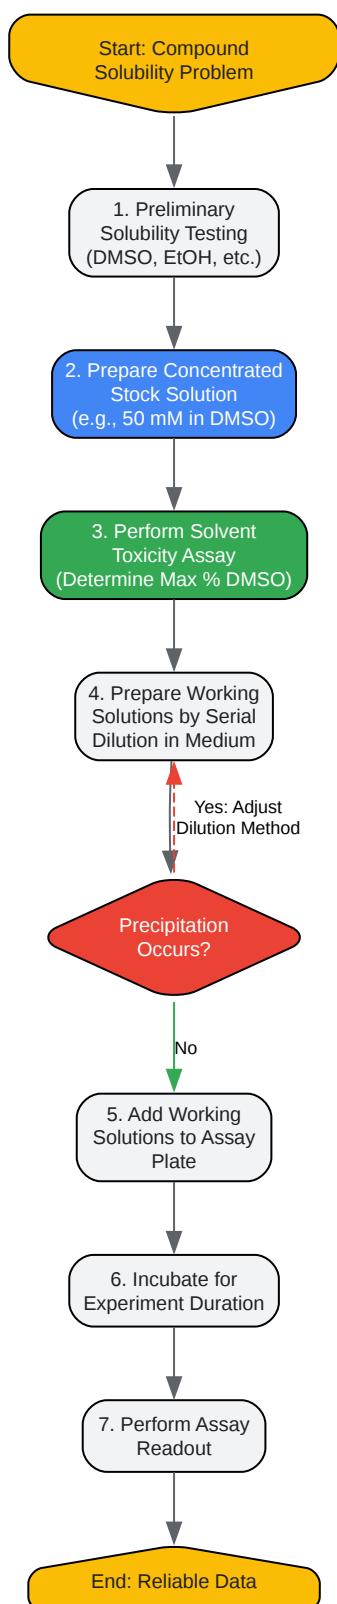 Start: Compound
Solubility Problem
1. Preliminary
Solubility Testing
(DMSO, EtOH, etc.)
2. Prepare Concentrated
Stock Solution
(e.g., 50 mM in DMSO)
3. Perform Solvent
Toxicity Assay
(Determine Max % DMSO)
4. Prepare Working
Solutions by Serial
Dilution in Medium
Yes: Adjust
Dilution Method
Precipitation
Occurs?
No
5. Add Working
Solutions to Assay
Plate
6. Incubate for
Experiment Duration
7. Perform Assay
Readout
End: Reliable Data